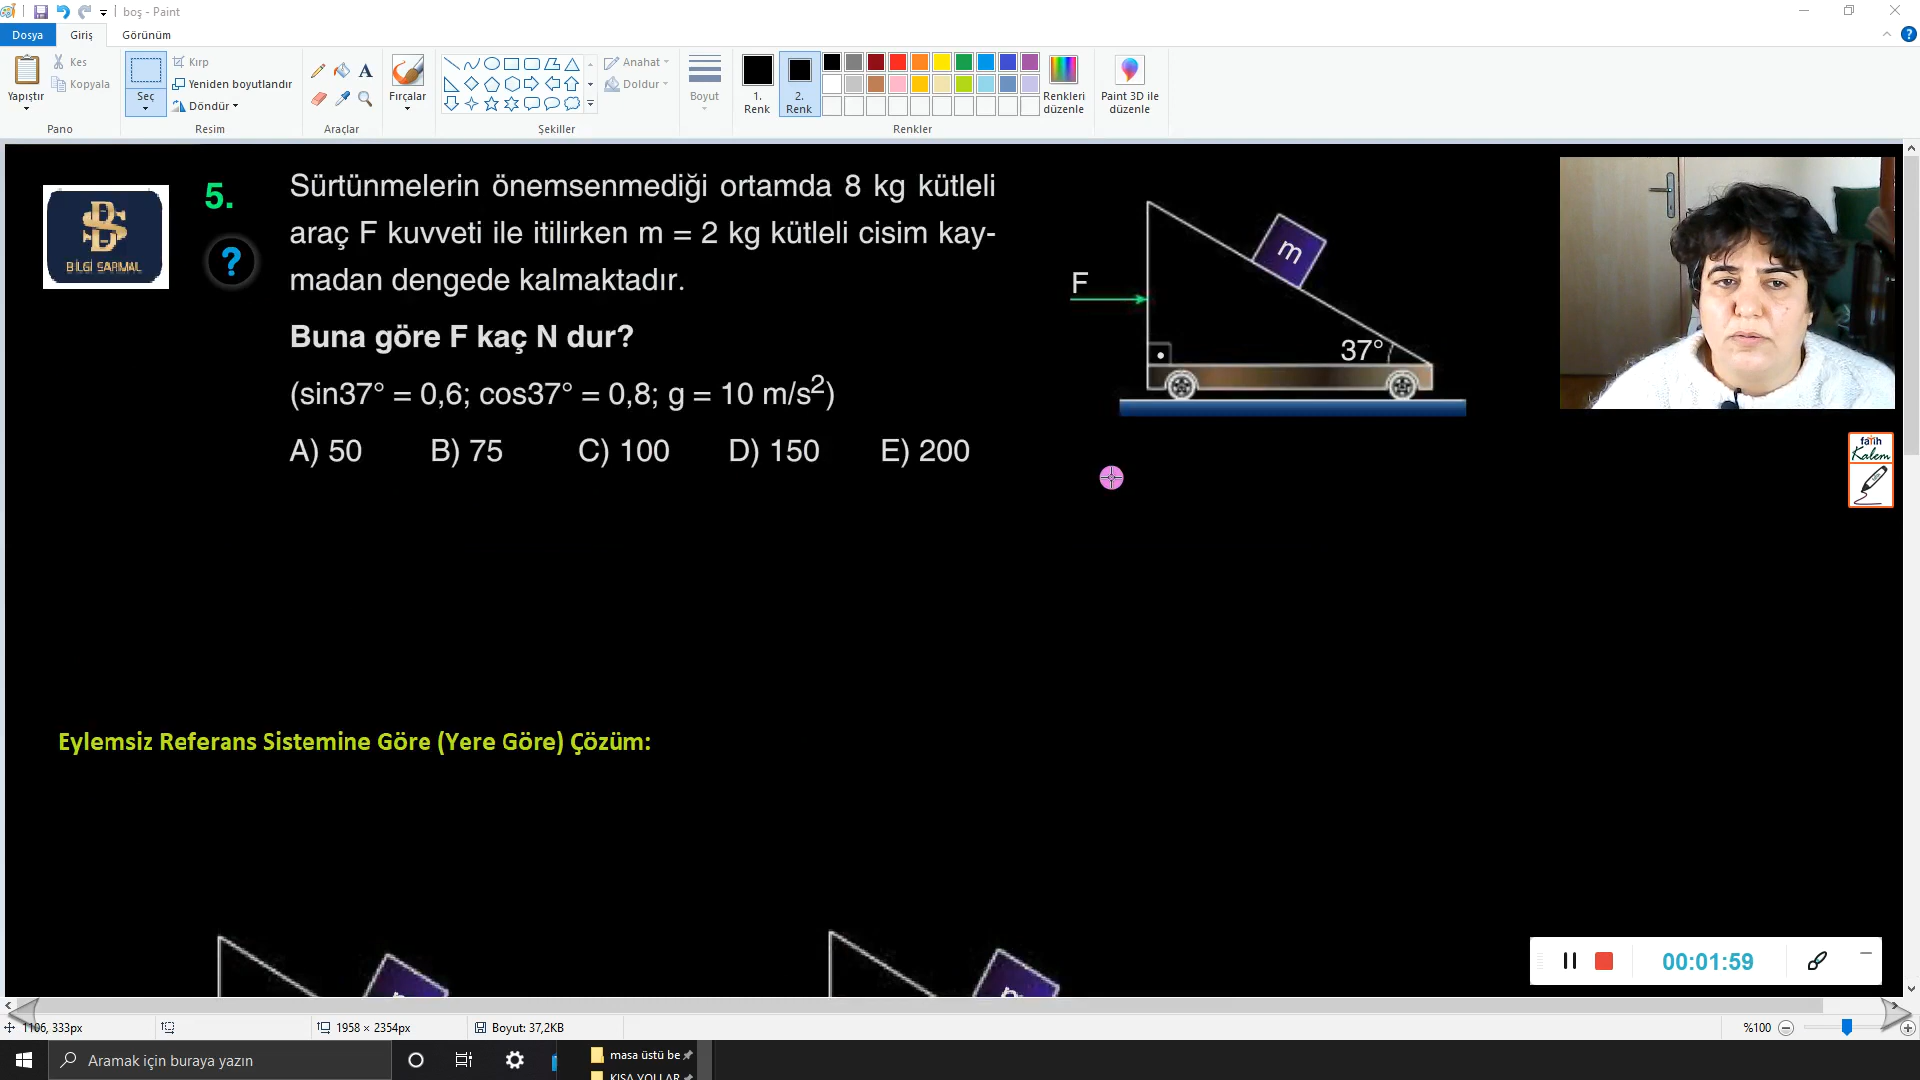 boş - Paint
Dosya
Giriş
Görünüm
Yapıştır
Kes
Kopyala
Pano
Seç
Kırp
Yeniden boyutlandır
Döndür
Resim
A
Araçlar
Fırçalar
Şekiller
Anahat
Doldur
Boyut
1.
Renk
2.
Renk
Renkler
Renkleri
düzenle
Paint 3D ile
düzenle
BİLGİ SARMAL
5.
?
Sürtünmelerin önemsenmediği ortamda 8 kg kütleli
araç F kuvveti ile itilirken m = 2 kg kütleli cisim kay-
madan dengede kalmaktadır.
Buna göre F kaç N dur?
(sin37° = 0,6; cos37° = 0,8; g = 10 m/s²)
A) 50 B) 75 C) 100 D) 150 E) 200
F
m
37°
fatih
Kalem
Eylemsiz Referans Sistemine Göre (Yere Göre) Çözüm:
00:01:59
1106, 333px
1958 × 2354px
Boyut: 37,2KB
%100
Aramak için buraya yazın
masa üstü be
KISA YOLLAR